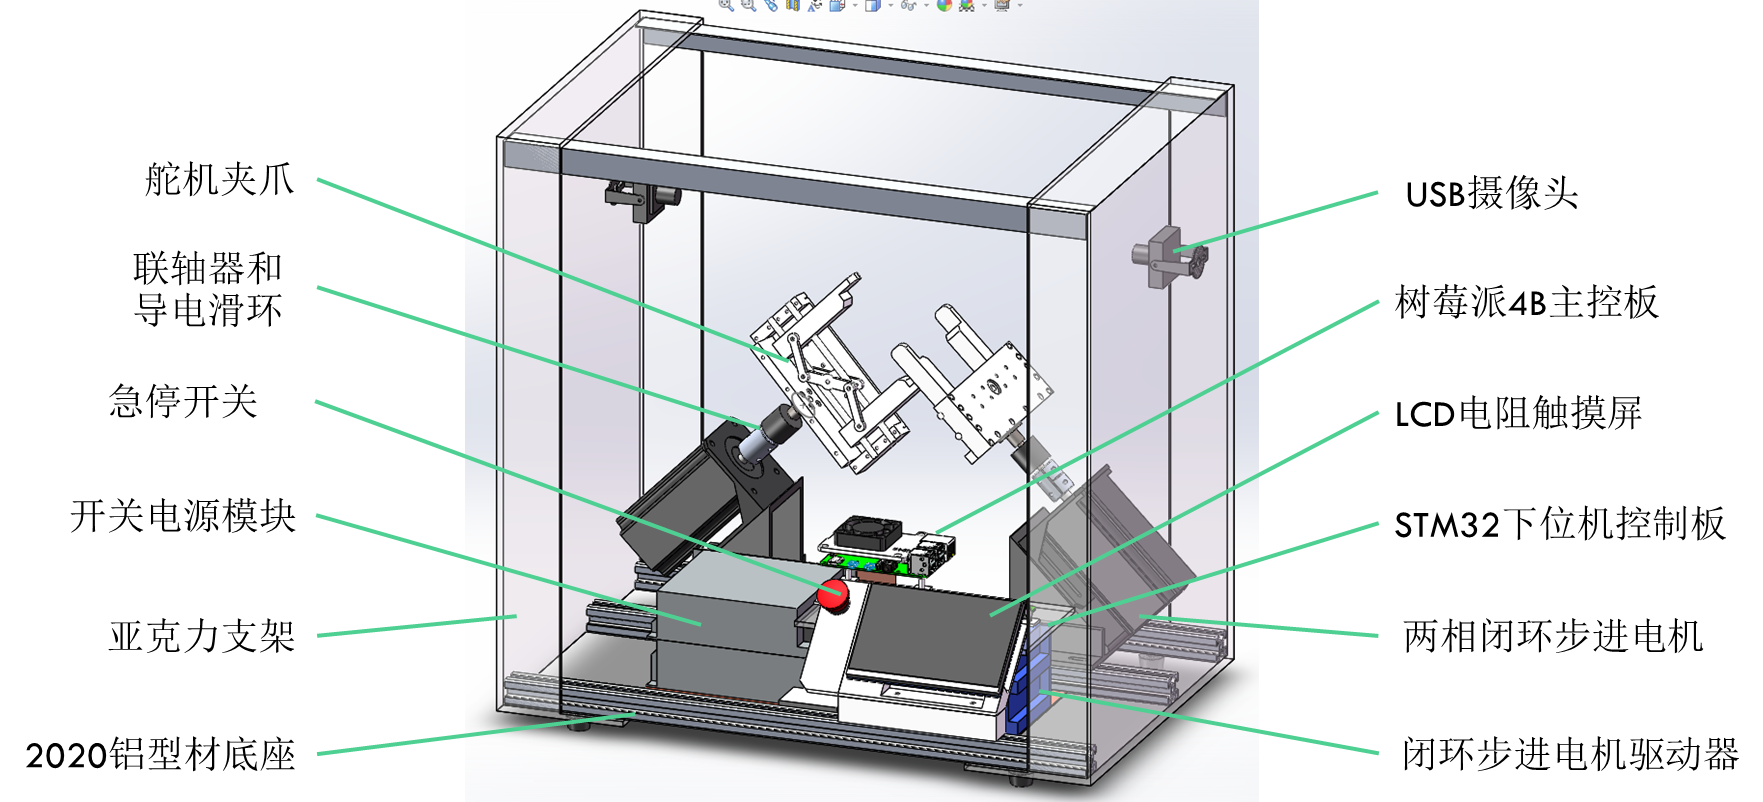 舵机夹爪
联轴器和
导电滑环
急停开关
开关电源模块
亚克力支架
2020铝型材底座
USB摄像头
树莓派4B主控板
LCD电阻触摸屏
STM32下位机控制板
两相闭环步进电机
闭环步进电机驱动器